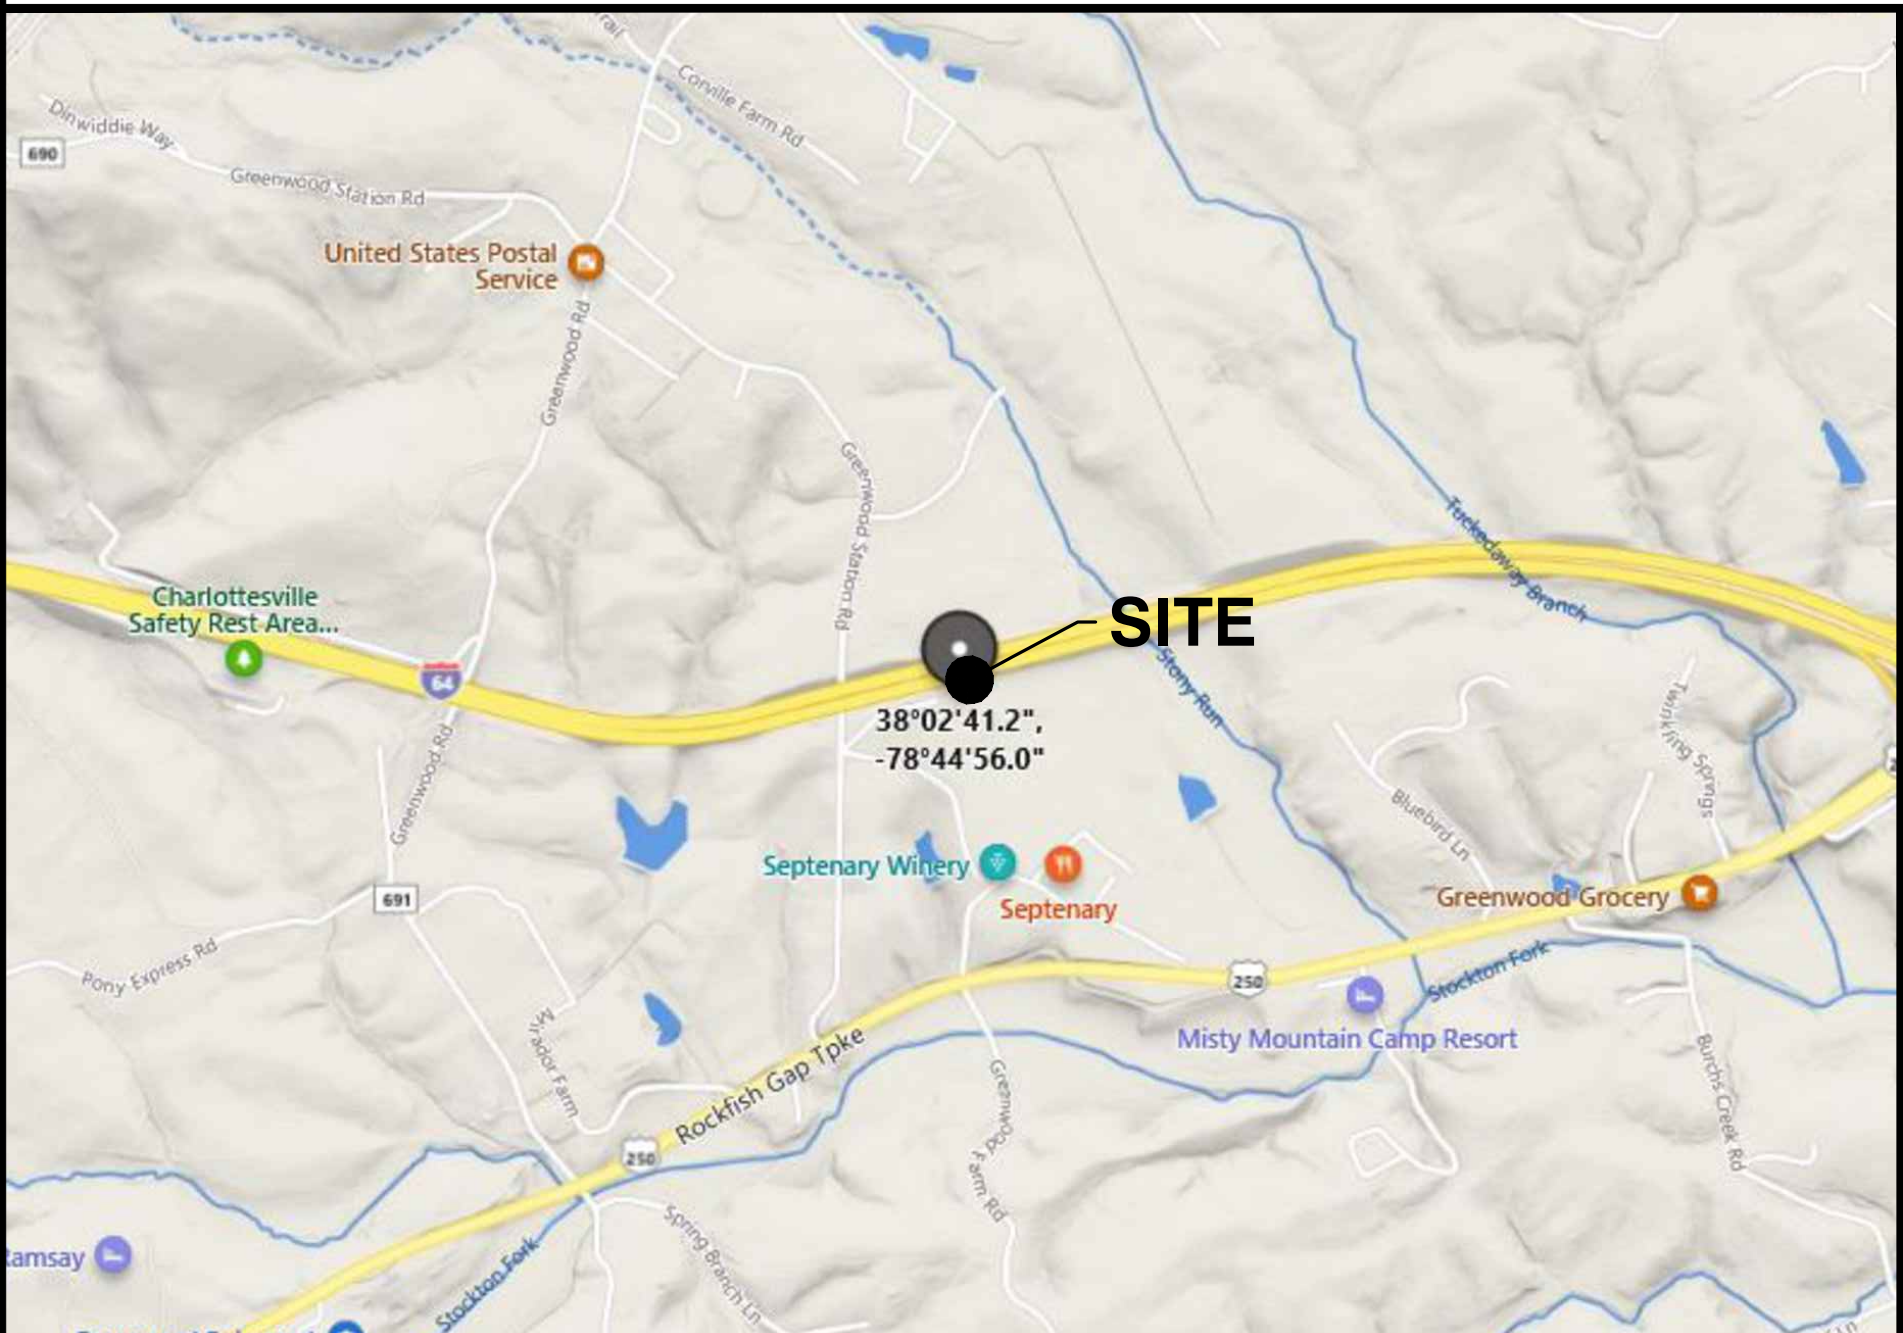 Trail
Corville Farm Rd
Dinwiddie Way
690
Greenwood Station Rd
United States Postal
Service
Greenwood Rd
Greenwood Station Rd
Tuckedaway Branch
Charlottesville
Safety Rest Area...
64
SITE
Stony Run
38°02'41.2",
-78°44'56.0"
Twinkling Springs
Greenwood Rd
Bluebird Ln
Septenary Winery
Septenary
Greenwood Grocery
691
Pony Express Rd
250
Stockton Fork
Mirador Farm
Misty Mountain Camp Resort
Rockfish Gap Tpke
Greenwood Farm Rd
Burchs Creek Rd
250
Spring Branch Ln
Ramsay
Stockton Fork
Ln